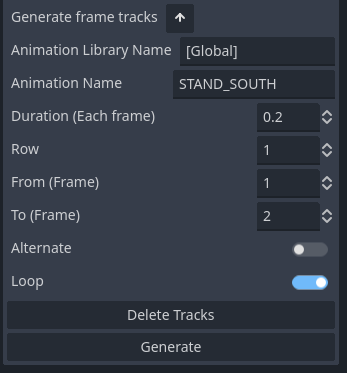 Generate frame tracks
Animation Library Name [Global]
Animation Name STAND_SOUTH
Duration (Each frame) 0.2
Row 1
From (Frame) 1
To (Frame) 2
Alternate
Loop
Delete Tracks
Generate